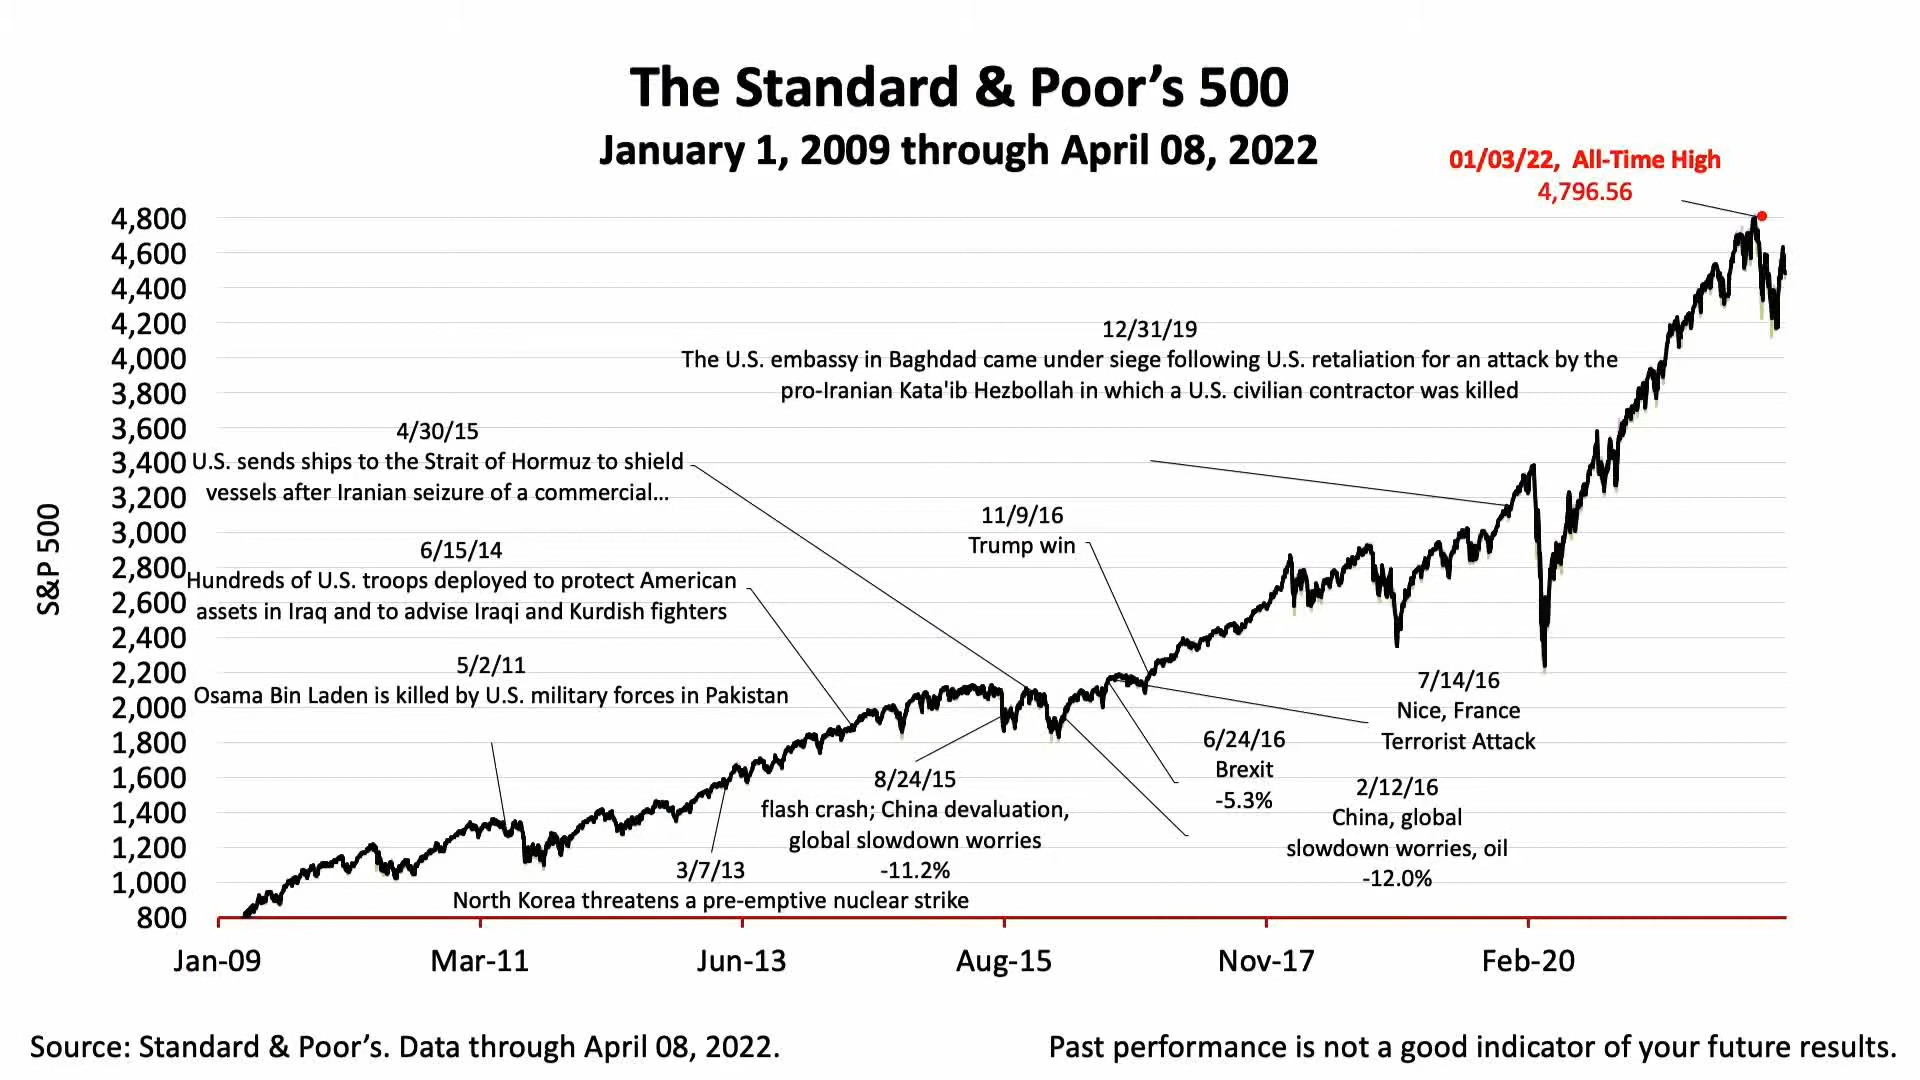 The Standard & Poor’s 500
January 1, 2009 through April 08, 2022
01/03/22, All-Time High
4,796.56
4,800
4,600
4,400
4,200
4,000
3,800
3,600
3,400
3,200
3,000
2,800
2,600
2,400
2,200
2,000
1,800
1,600
1,400
1,200
1,000
800
S&P 500
12/31/19
The U.S. embassy in Baghdad came under siege following U.S. retaliation for an attack by the
pro-Iranian Kata'ib Hezbollah in which a U.S. civilian contractor was killed
4/30/15
U.S. sends ships to the Strait of Hormuz to shield
vessels after Iranian seizure of a commercial...
11/9/16
Trump win
6/15/14
Hundreds of U.S. troops deployed to protect American
assets in Iraq and to advise Iraqi and Kurdish fighters
5/2/11
Osama Bin Laden is killed by U.S. military forces in Pakistan
7/14/16
Nice, France
Terrorist Attack
6/24/16
Brexit
-5.3%
8/24/15
flash crash; China devaluation,
global slowdown worries
-11.2%
2/12/16
China, global
slowdown worries, oil
-12.0%
3/7/13
North Korea threatens a pre-emptive nuclear strike
Jan-09
Mar-11
Jun-13
Aug-15
Nov-17
Feb-20
Source: Standard & Poor’s. Data through April 08, 2022.
Past performance is not a good indicator of your future results.